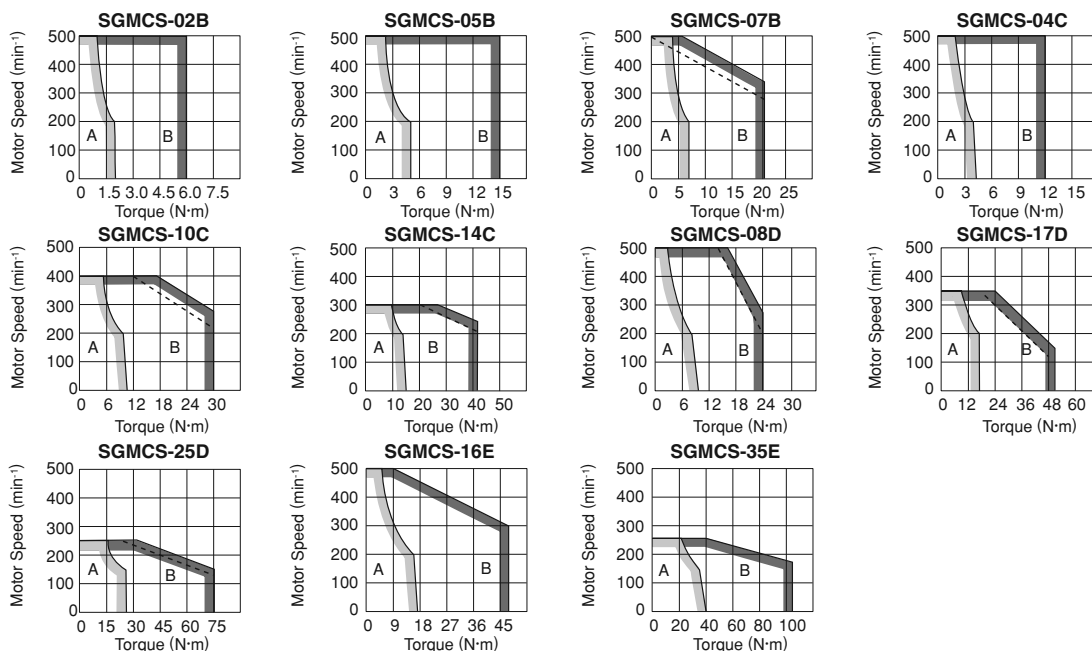 SGMCS-02B
Motor Speed (min⁻¹)
500
400
300
200
100
0
A
B
0 1.5 3.0 4.5 6.0 7.5
Torque (N·m)
SGMCS-05B
Motor Speed (min⁻¹)
500
400
300
200
100
0
A
B
0 3 6 9 12 15
Torque (N·m)
SGMCS-07B
Motor Speed (min⁻¹)
500
400
300
200
100
0
A
B
0 5 10 15 20 25
Torque (N·m)
SGMCS-04C
Motor Speed (min⁻¹)
500
400
300
200
100
0
A
B
0 3 6 9 12 15
Torque (N·m)
SGMCS-10C
Motor Speed (min⁻¹)
500
400
300
200
100
0
A
B
0 6 12 18 24 30
Torque (N·m)
SGMCS-14C
Motor Speed (min⁻¹)
500
400
300
200
100
0
A
B
0 10 20 30 40 50
Torque (N·m)
SGMCS-08D
Motor Speed (min⁻¹)
500
400
300
200
100
0
A
B
0 6 12 18 24 30
Torque (N·m)
SGMCS-17D
Motor Speed (min⁻¹)
500
400
300
200
100
0
A
B
0 12 24 36 48 60
Torque (N·m)
SGMCS-25D
Motor Speed (min⁻¹)
500
400
300
200
100
0
A
B
0 15 30 45 60 75
Torque (N·m)
SGMCS-16E
Motor Speed (min⁻¹)
500
400
300
200
100
0
A
B
0 9 18 27 36 45
Torque (N·m)
SGMCS-35E
Motor Speed (min⁻¹)
500
400
300
200
100
0
A
B
0 20 40 60 80 100
Torque (N·m)